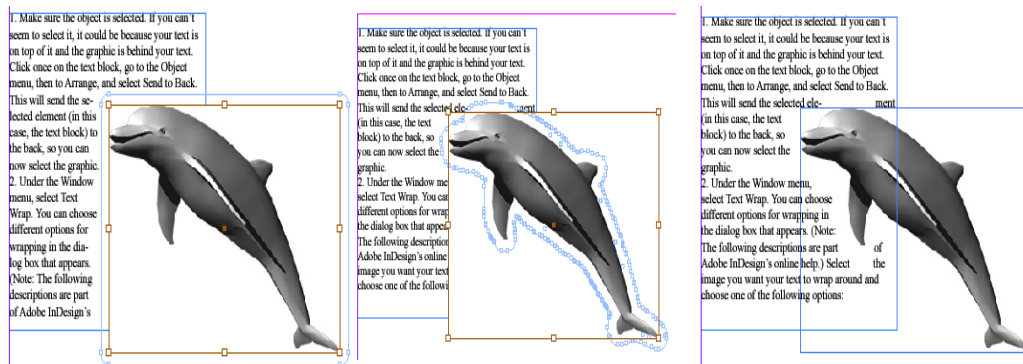 1. Make sure the object is selected. If you can't
seem to select it, it could be because your text is
on top of it and the graphic is behind your text.
Click once on the text block, go to the Object
menu, then to Arrange, and select Send to Back.
This will send the se-
lected element (in this
case, the text block) to
the back, so you can
now select the graphic.
2. Under the Window
menu, select Text
Wrap. You can choose
different options for
wrapping in the dia-
log box that appears.
(Note: The following
descriptions are part
of Adobe InDesign's
1. Make sure the object is selected. If you can't
seem to select it, it could be because your text is
on top of it and the graphic is behind your text.
Click once on the text block, go to the Object
menu, then to Arrange, and select Send to Back.
This will send the selected ele-
(in this case, the text
block) to the back, so
you can now select the
graphic.
2. Under the Window
select Text Wrap. You
different options for
the dialog box that
The following
Adobe InDesign's online
image you want your text
choose one of the
1. Make sure the object is selected. If you can't
seem to select it, it could be because your text is
on top of it and the graphic is behind your text.
Click once on the text block, go to the Object
menu, then to Arrange, and select Send to Back.
This will send the selected ele- ment
(in this case, the text
block) to the back, so
you can now select the
graphic.
2. Under the Window menu,
select Text Wrap. You can choose
different options for wrapping in
the dialog box that appears. (Note:
The following descriptions are part of
Adobe InDesign's online help.) Select the
image you want your text to wrap around and
choose one of the following options: